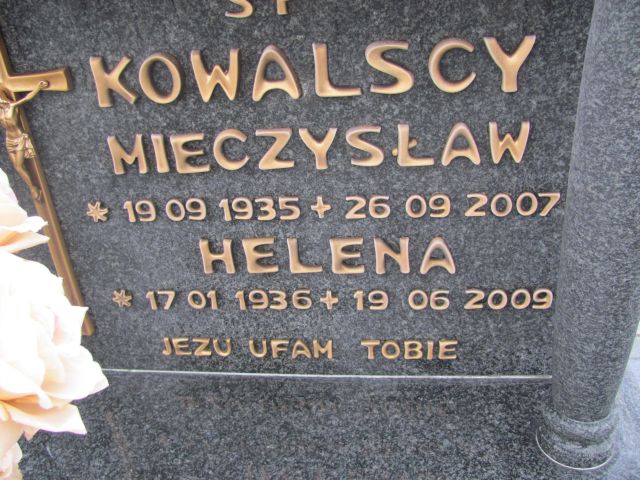 KOWALSCY
MIECZYSŁAW
* 19 09 1935 + 26 09 2007
HELENA
* 17 01 1936 + 19 06 2009
JEZU UFAM TOBIE